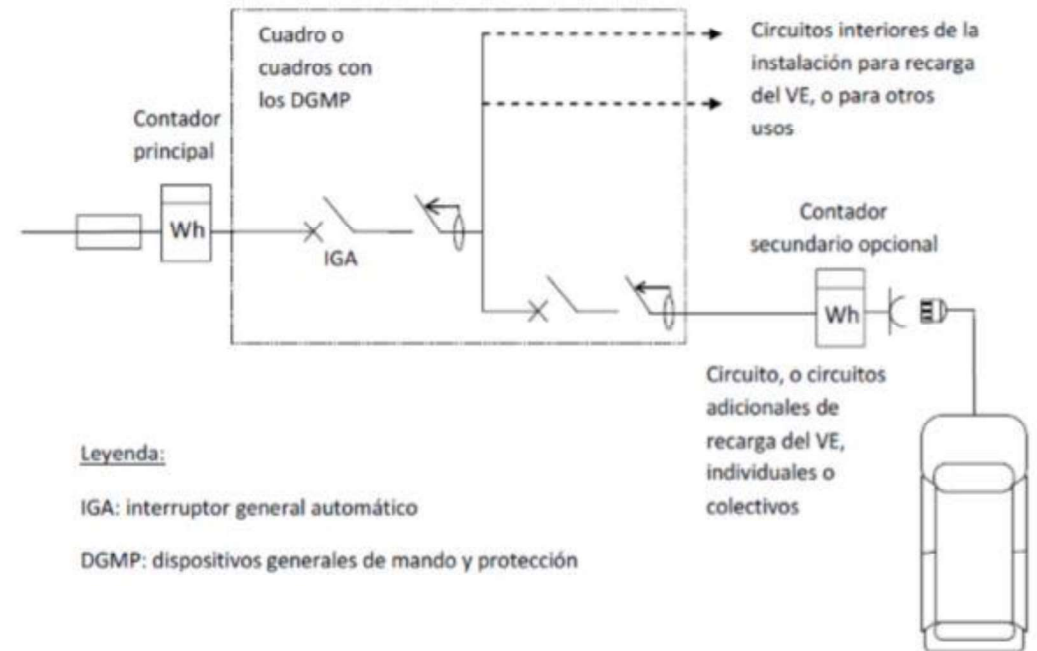 Cuadro o
cuadros con
los DGMP
Circuitos interiores de la
instalación para recarga
del VE, o para otros
usos
Contador
principal
Wh
IGA
Contador
secundario opcional
Wh
Circuito, o circuitos
adicionales de
recarga del VE,
individuales o
colectivos
Leyenda:
IGA: interruptor general automático
DGMP: dispositivos generales de mando y protección